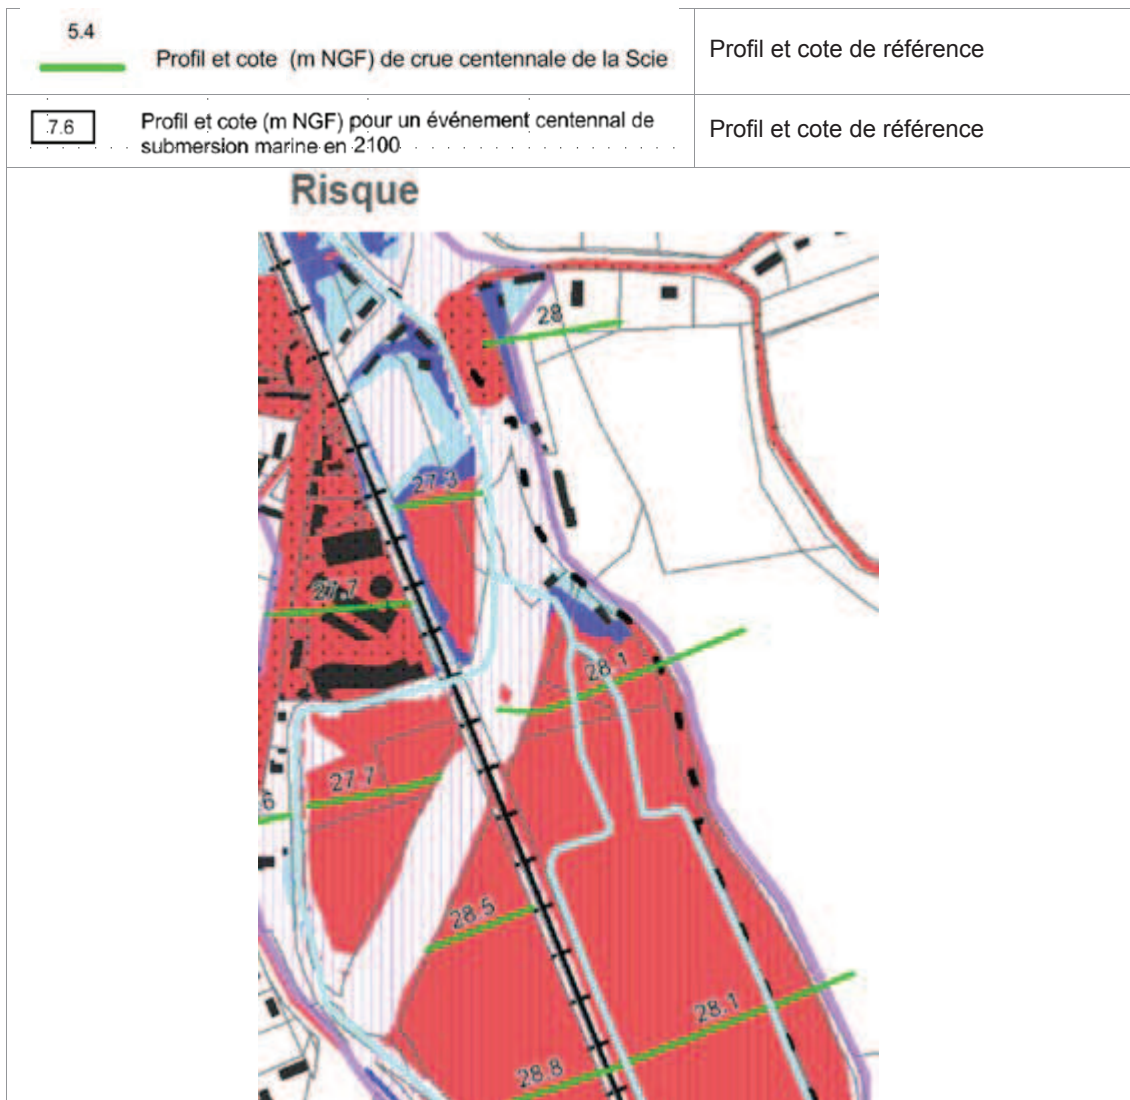 5.4
Profil et cote (m NGF) de crue centennale de la Scie
Profil et cote de référence
7.6
Profil et cote (m NGF) pour un événement centennal de
submersion marine en 2100
Profil et cote de référence
Risque
28
27.3
28.1
27.7
6
28.5
28.1
28.8